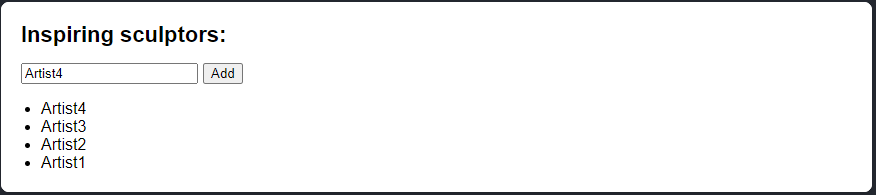 Inspiring sculptors:
Artist4 Add
Artist4
Artist3
Artist2
Artist1